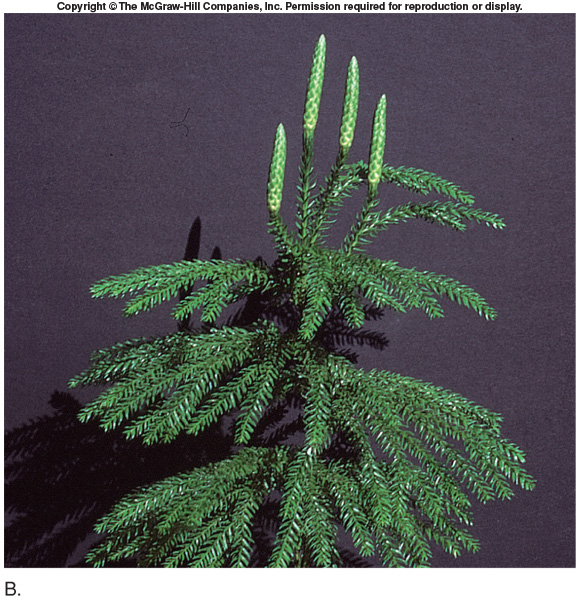 Copyright © The McGraw-Hill Companies, Inc. Permission required for reproduction or display.
B.